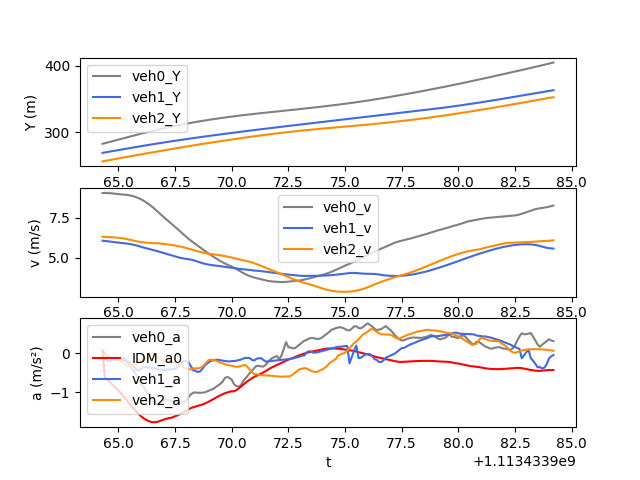 400
300
Y (m)
veh0_Y
veh1_Y
veh2_Y
65.0 67.5 70.0 72.5 75.0 77.5 80.0 82.5 85.0
7.5
5.0
v (m/s)
veh0_v
veh1_v
veh2_v
65.0 67.5 70.0 72.5 75.0 77.5 80.0 82.5 85.0
0
−1
a (m/s²)
veh0_a
IDM_a0
veh1_a
veh2_a
65.0 67.5 70.0 72.5 75.0 77.5 80.0 82.5 85.0
t
+1.1134339e9